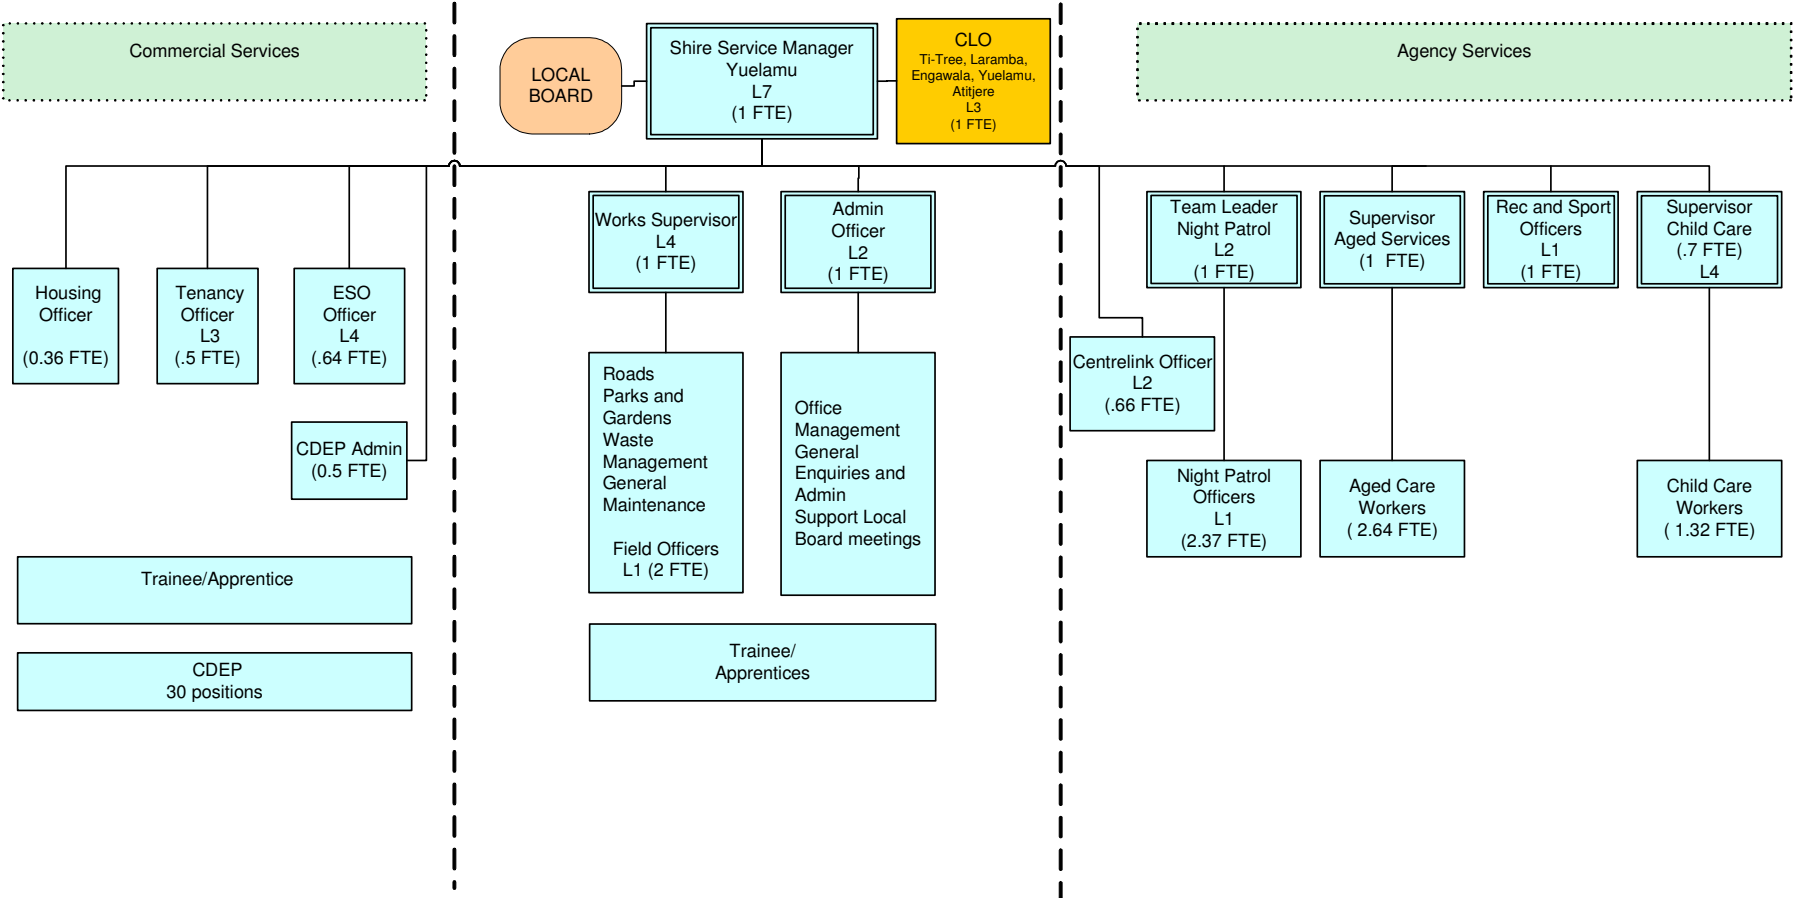 Commercial Services
LOCAL
BOARD
Shire Service Manager
Yuelamu
L7
(1 FTE)
CLO
Ti-Tree, Laramba,
Engawala, Yuelamu,
Atitjere
L3
(1 FTE)
Agency Services
Housing
Officer
(0.36 FTE)
Tenancy
Officer
L3
(.5 FTE)
ESO
Officer
L4
(.64 FTE)
CDEP Admin
(0.5 FTE)
Trainee/Apprentice
CDEP
30 positions
Works Supervisor
L4
(1 FTE)
Admin
Officer
L2
(1 FTE)
Roads
Parks and
Gardens
Waste
Management
General
Maintenance
Field Officers
L1 (2 FTE)
Office
Management
General
Enquiries and
Admin
Support Local
Board meetings
Trainee/
Apprentices
Team Leader
Night Patrol
L2
(1 FTE)
Supervisor
Aged Services
(1  FTE)
Rec and Sport
Officers
L1
(1 FTE)
Supervisor
Child Care
(.7 FTE)
L4
Centrelink Officer
L2
(.66 FTE)
Night Patrol
Officers
L1
(2.37 FTE)
Aged Care
Workers
( 2.64 FTE)
Child Care
Workers
( 1.32 FTE)